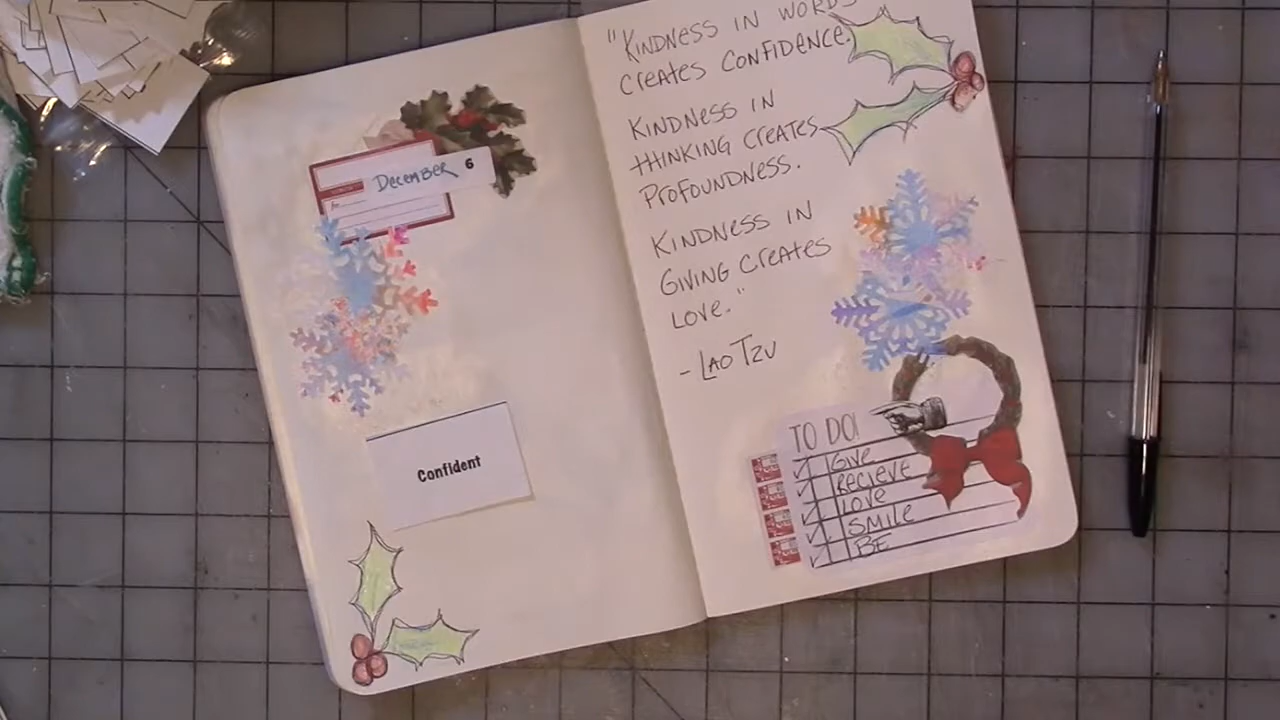 December 6
Confident
"KINDNESS IN WORDS
CREATES CONFIDENCE.
KINDNESS IN
THINKING CREATES
PROFOUNDNESS.
KINDNESS IN
GIVING CREATES
LOVE."
- LAO TZU
TO DO!
GIVE
RECIEVE
LOVE
SMILE
BE